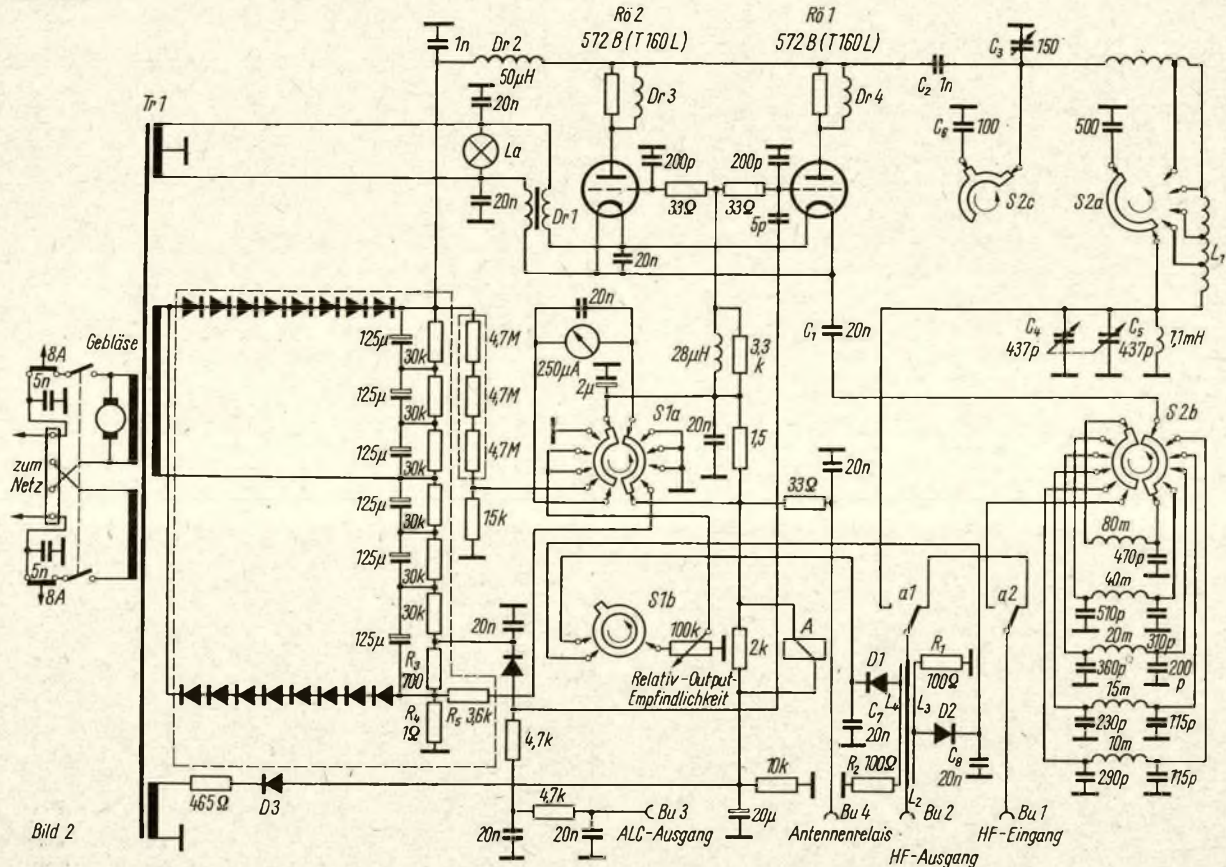 Rö 2
572 B (T 160 L)
Rö 1
572 B (T 160 L)
1n
Dr 2
50µH
C3
150
C2
1n
Tr 1
20n
La
20n
Dr 3
Dr 4
C6
100
500
200p
200p
S2c
S2a
33Ω
33Ω
5p
Dr 1
20n
L1
Gebläse
8A
5n
zum
Netz
5n
8A
125µ
30k
125µ
30k
125µ
30k
125µ
30k
125µ
30k
125µ
30k
4,7M
4,7M
4,7M
15k
20n
250µA
2µ
S1a
28µH
3,3
k
20n
1,5
C1
20n
C4
437p
C5
437p
7,1mH
S2b
20n
33Ω
80m
470p
40m
510p
310p
20m
360p
200
p
15m
230p
115p
10m
290p
115p
S1b
100k
Relativ-Output-
Empfindlichkeit
2k
A
a1
a2
20n
R3
700
R4
1Ω
R5 3,6k
4,7k
D1
L4
C7
20n
R1
100Ω
L3
D2
C8
20n
R2
100Ω
L2
465Ω
D3
10k
4,7k
20n
20n
Bu 3
ALC-Ausgang
20µ
Bu 4
Antennenrelais
Bu 2
HF-Ausgang
Bu 1
HF-Eingang
Bild 2